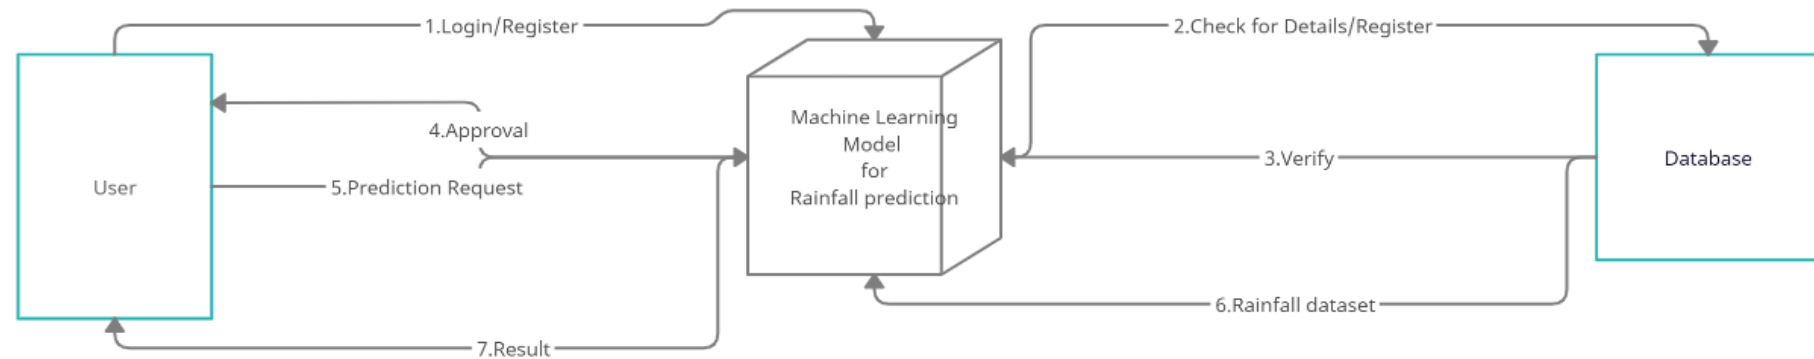 1.Login/Register
2.Check for Details/Register
Machine Learning
Model
for
Rainfall prediction
4.Approval
3.Verify
Database
User
5.Prediction Request
6.Rainfall dataset
7.Result